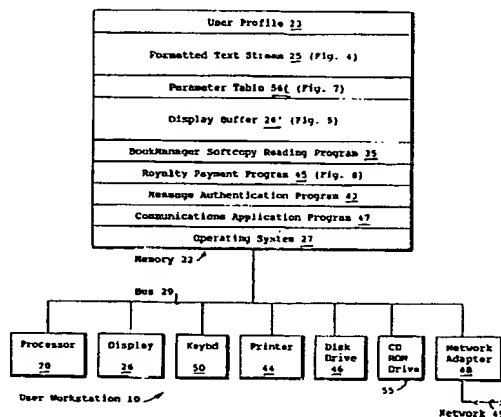 User Profile 23
Formatted Text Stream 25 (Fig. 4)
Parameter Table 56( (Fig. 7)
Display Buffer 24' (Fig. 5)
BookManager Softcopy Reading Program 35
Royalty Payment Program 45 (Fig. 8)
Message Authentication Program 43
Communications Application Program 47
Operating System 27
Memory 22
Bus 29
Processor 20
Display 26
Keybd 50
Printer 44
Disk Drive 46
CD ROM Drive 55
Network Adapter 48
User Workstation 10
Network